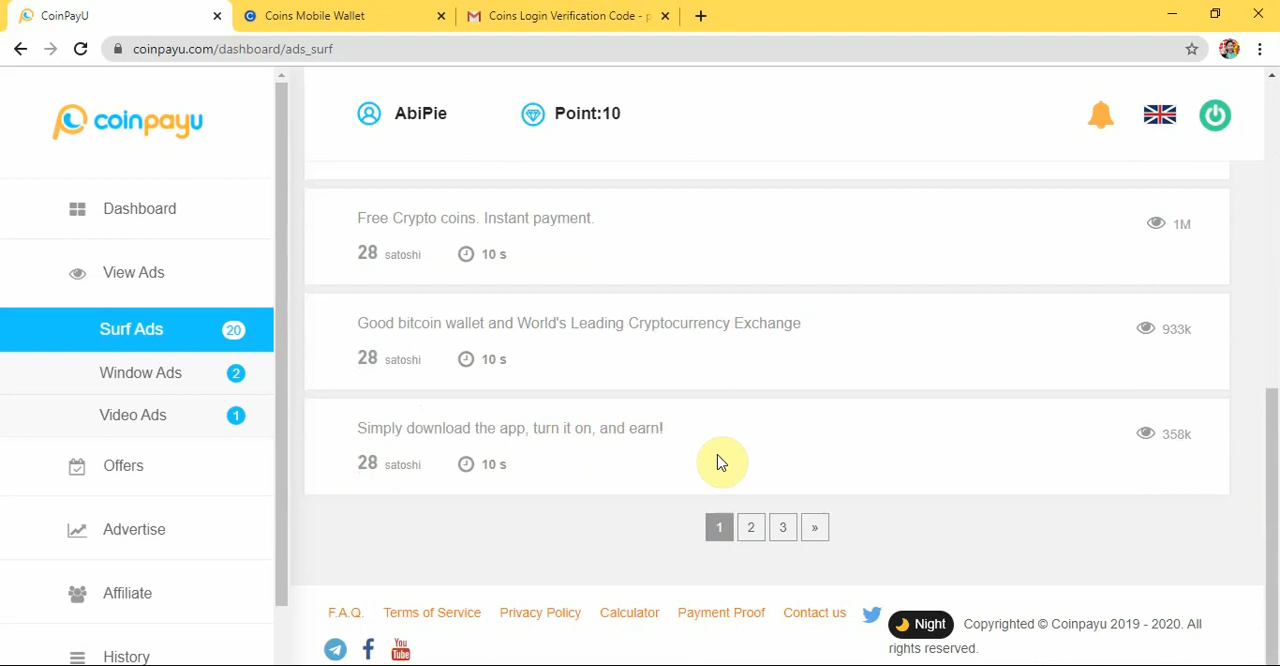 CoinPayU
Coins Mobile Wallet
Coins Login Verification Code -
coinpayu.com/dashboard/ads_surf
coinpayu
AbiPie
Point:10
Dashboard
View Ads
Surf Ads 20
Window Ads 2
Video Ads 1
Offers
Advertise
Affiliate
History
Free Crypto coins. Instant payment.
1M
28 satoshi 10 s
Good bitcoin wallet and World's Leading Cryptocurrency Exchange
933k
28 satoshi 10 s
Simply download the app, turn it on, and earn!
358k
28 satoshi 10 s
1 2 3 »
F.A.Q. Terms of Service Privacy Policy Calculator Payment Proof Contact us
Night
Copyrighted © Coinpayu 2019 - 2020. All
rights reserved.
You
Tube